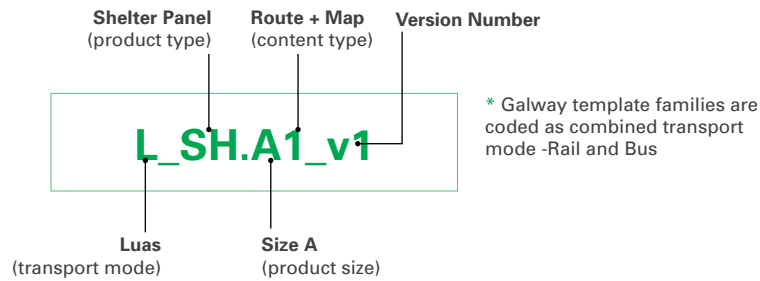 Shelter Panel
(product type)
Route + Map
(content type)
Version Number
L_SH.A1_v1
* Galway template families are
coded as combined transport
mode -Rail and Bus
Luas
(transport mode)
Size A
(product size)